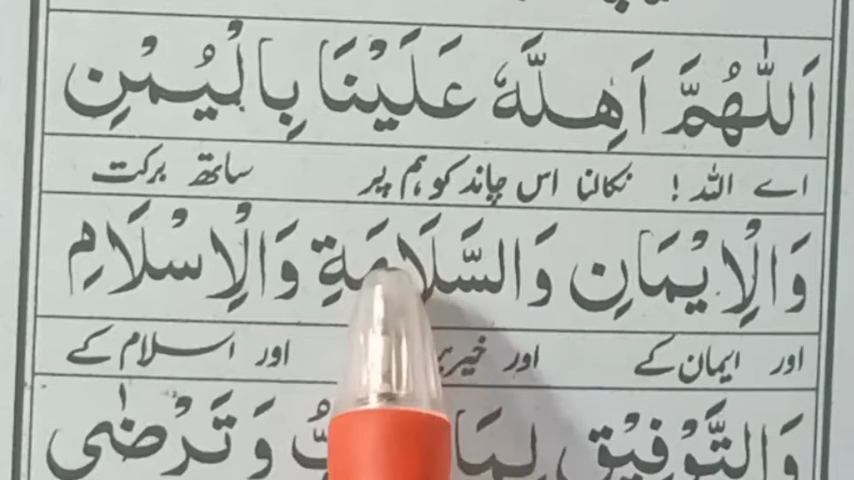 اَللّٰهُمَّ اَهِلَّهٗ عَلَيْنَا بِالْيُمْنِ
اے اللہ ! نکالنا اس چاند کو ہم پر ساتھ برکت
وَالْاِيْمَانِ وَالسَّلَامَةِ وَالْاِسْلَامِ
اور ایمان کے اور اور اسلام کے
وَالتَّوْفِيْقِ لِمَا وَتَرْضٰى